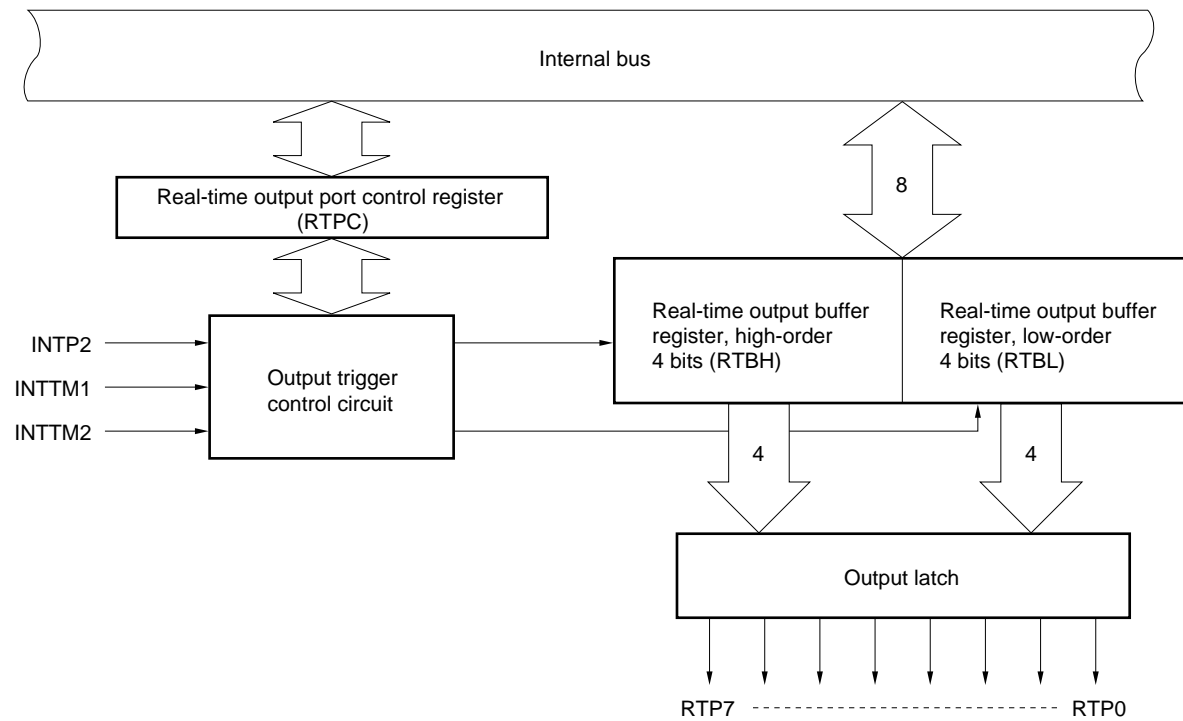 Internal bus
Real-time output port control register
(RTPC)
8
Real-time output buffer
register, high-order
4 bits (RTBH)
Real-time output buffer
register, low-order
4 bits (RTBL)
INTP2
INTTM1
INTTM2
Output trigger
control circuit
4
4
Output latch
RTP7
RTP0